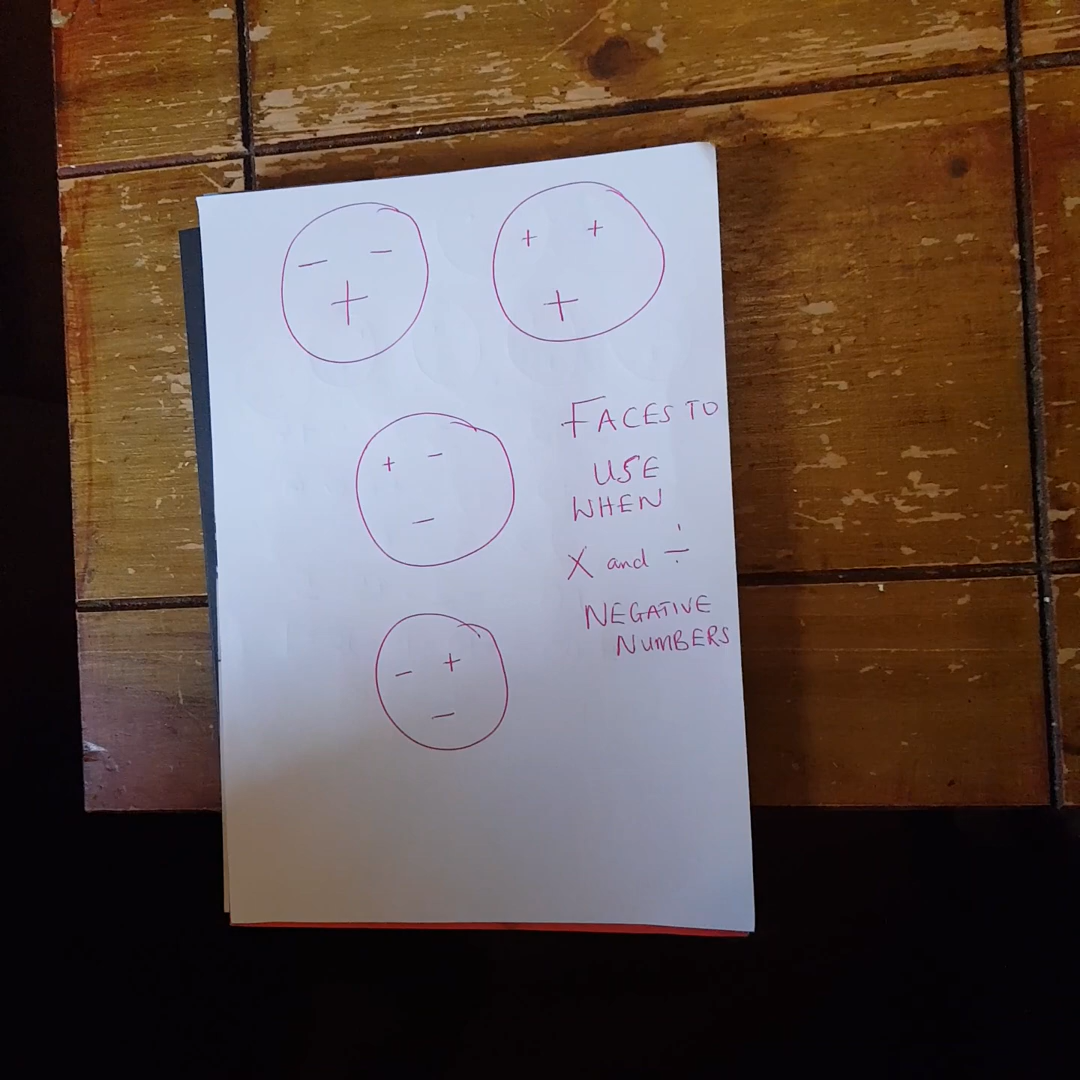 - -
+
+ +
+
+ -
-
- +
-
FACES TO
USE
WHEN
X and ÷
NEGATIVE
NUMBERS